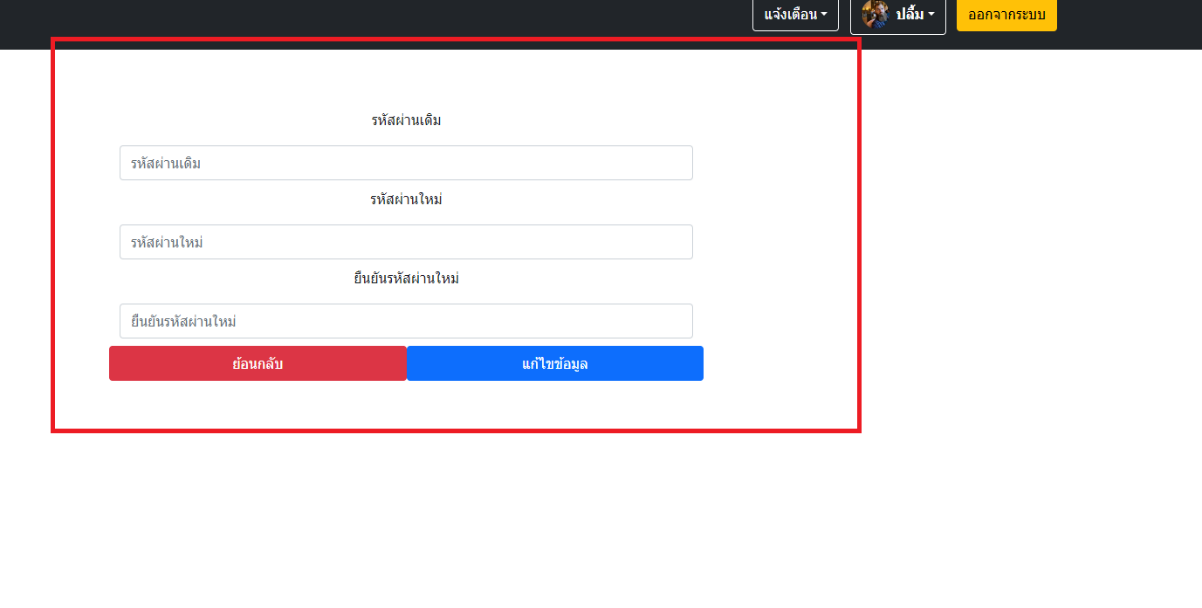 แจ้งเตือน ปลื้ม ออกจากระบบ
รหัสผ่านเดิม
รหัสผ่านเดิม
รหัสผ่านใหม่
รหัสผ่านใหม่
ยืนยันรหัสผ่านใหม่
ยืนยันรหัสผ่านใหม่
ย้อนกลับ แก้ไขข้อมูล